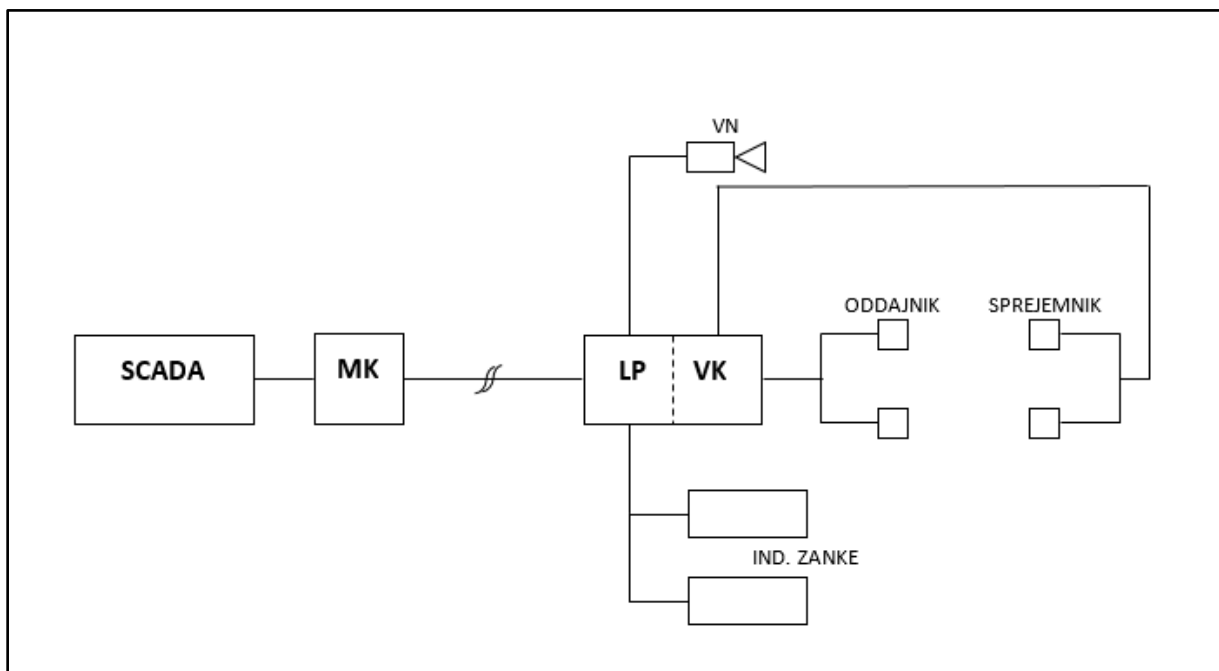 VN
ODDAJNIK
SPREJEMNIK
SCADA
MK
LP
VK
IND. ZANKE